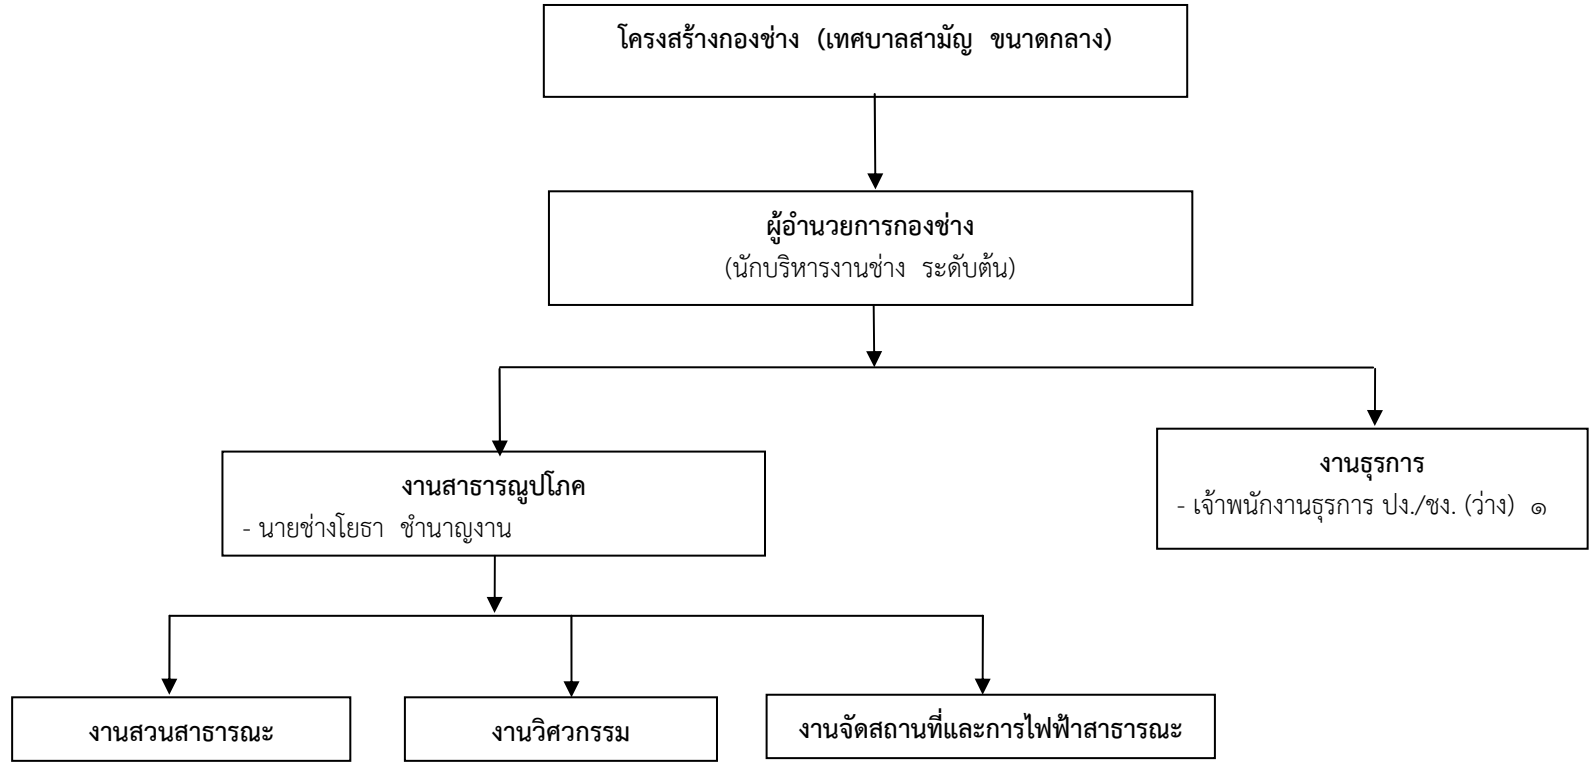 โครงสร้างกองช่าง (เทศบาลสามัญ ขนาดกลาง)
ผู้อำนวยการกองช่าง
(นักบริหารงานช่าง ระดับต้น)
งานสาธารณูปโภค
- นายช่างโยธา ชำนาญงาน
งานธุรการ
- เจ้าพนักงานธุรการ ปง./ชง. (ว่าง) ๑
งานสวนสาธารณะ
งานวิศวกรรม
งานจัดสถานที่และการไฟฟ้าสาธารณะ